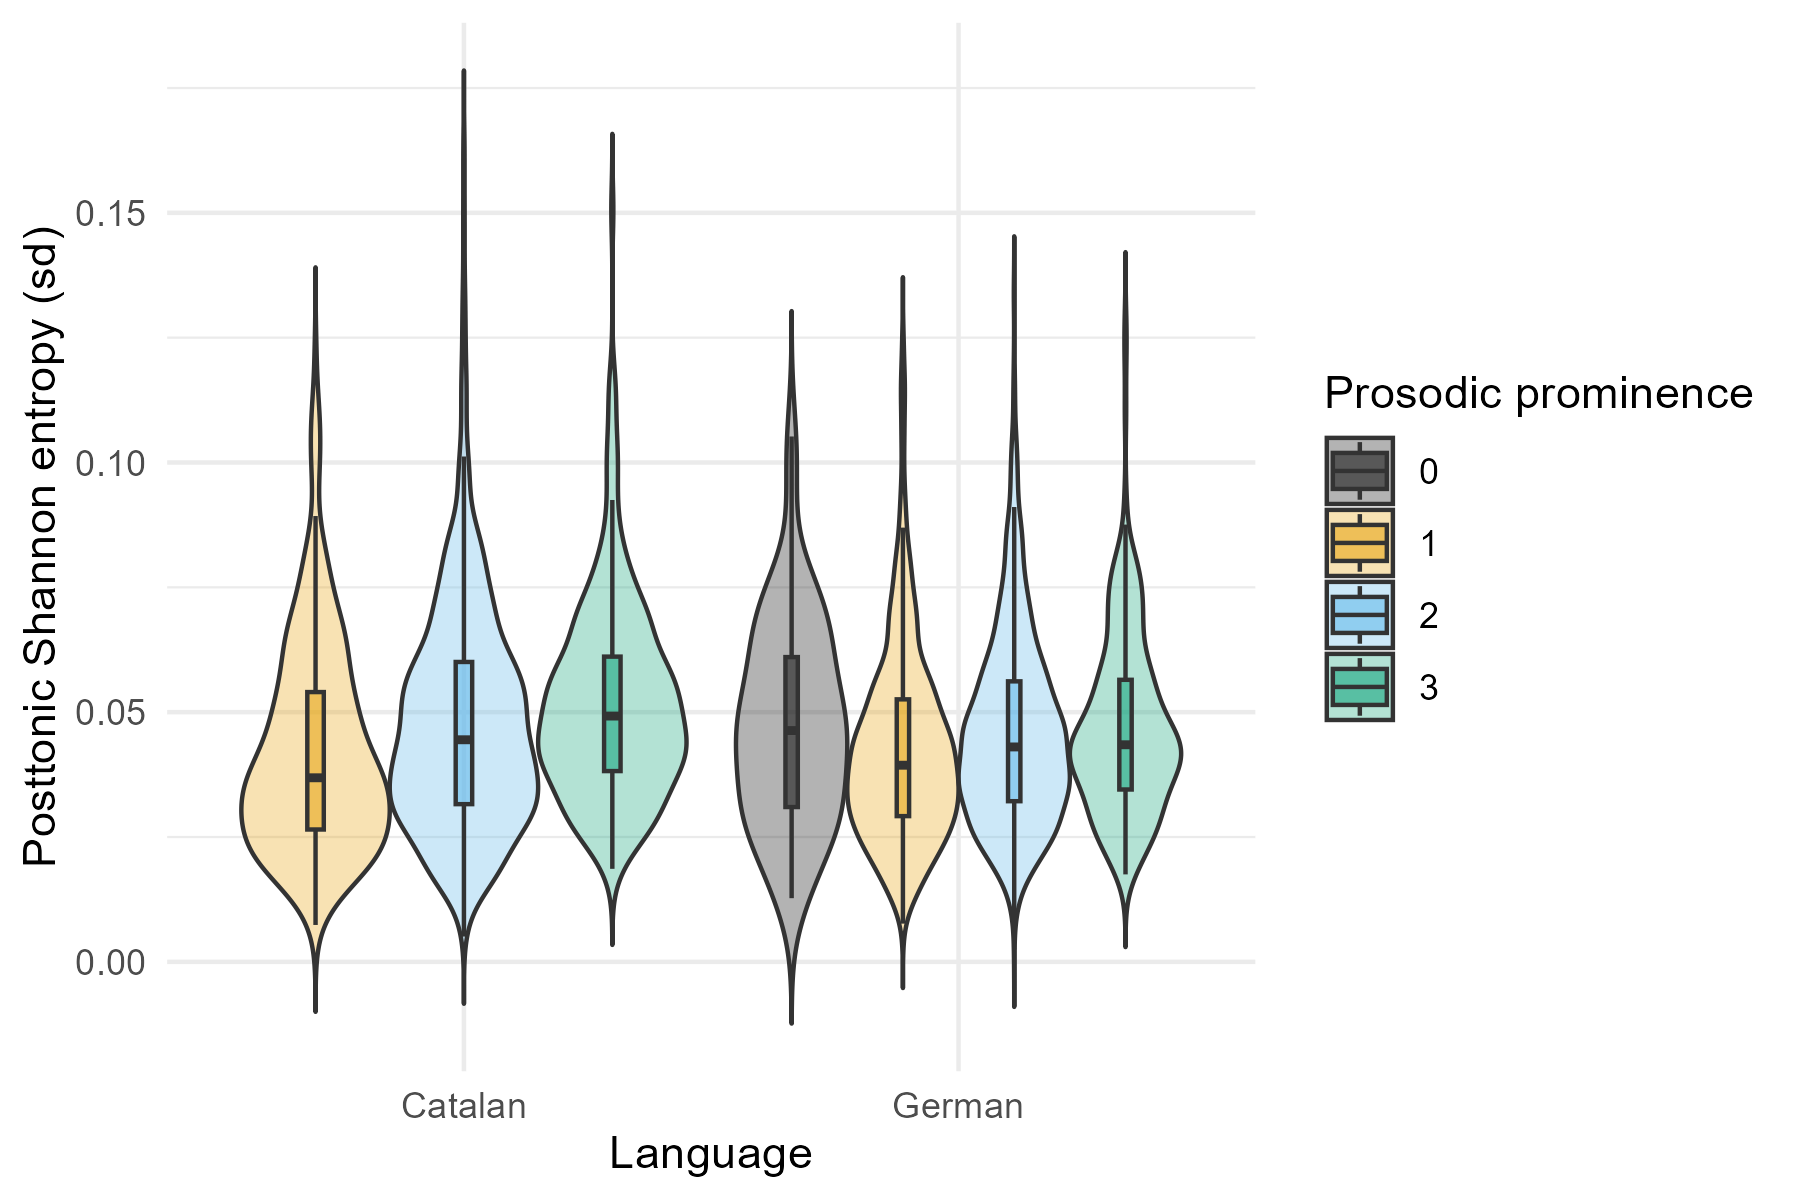 Posttonic Shannon entropy (sd)
0.15
0.10
0.05
0.00
Catalan
German
Language
Prosodic prominence
0
1
2
3